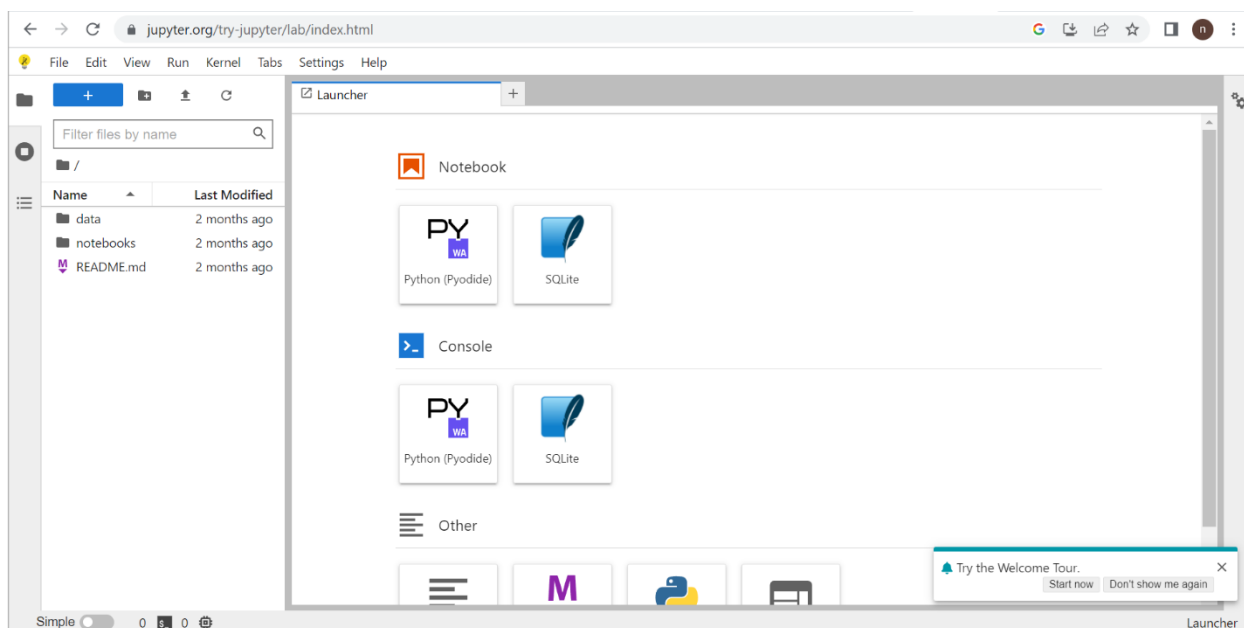 jupyter.org/try-jupyter/lab/index.html
G
n
File Edit View Run Kernel Tabs Settings Help
+
Launcher
+
Filter files by name
/
Name Last Modified
data 2 months ago
notebooks 2 months ago
M README.md 2 months ago
Notebook
PY
WA
Python (Pyodide)
SQLite
Console
PY
WA
Python (Pyodide)
SQLite
Other
M
Try the Welcome Tour.
Start now Don't show me again
Simple 0 $_ 0 Launcher